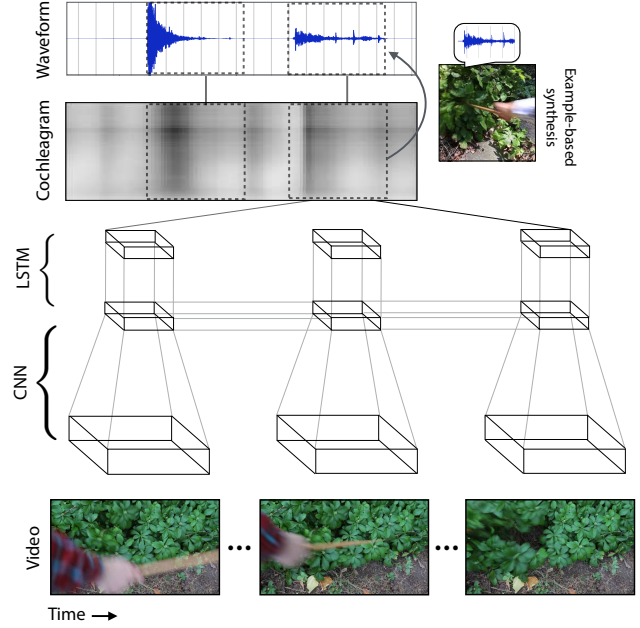 Waveform
Cochleagram
Example-based
synthesis
LSTM
CNN
Video
Time